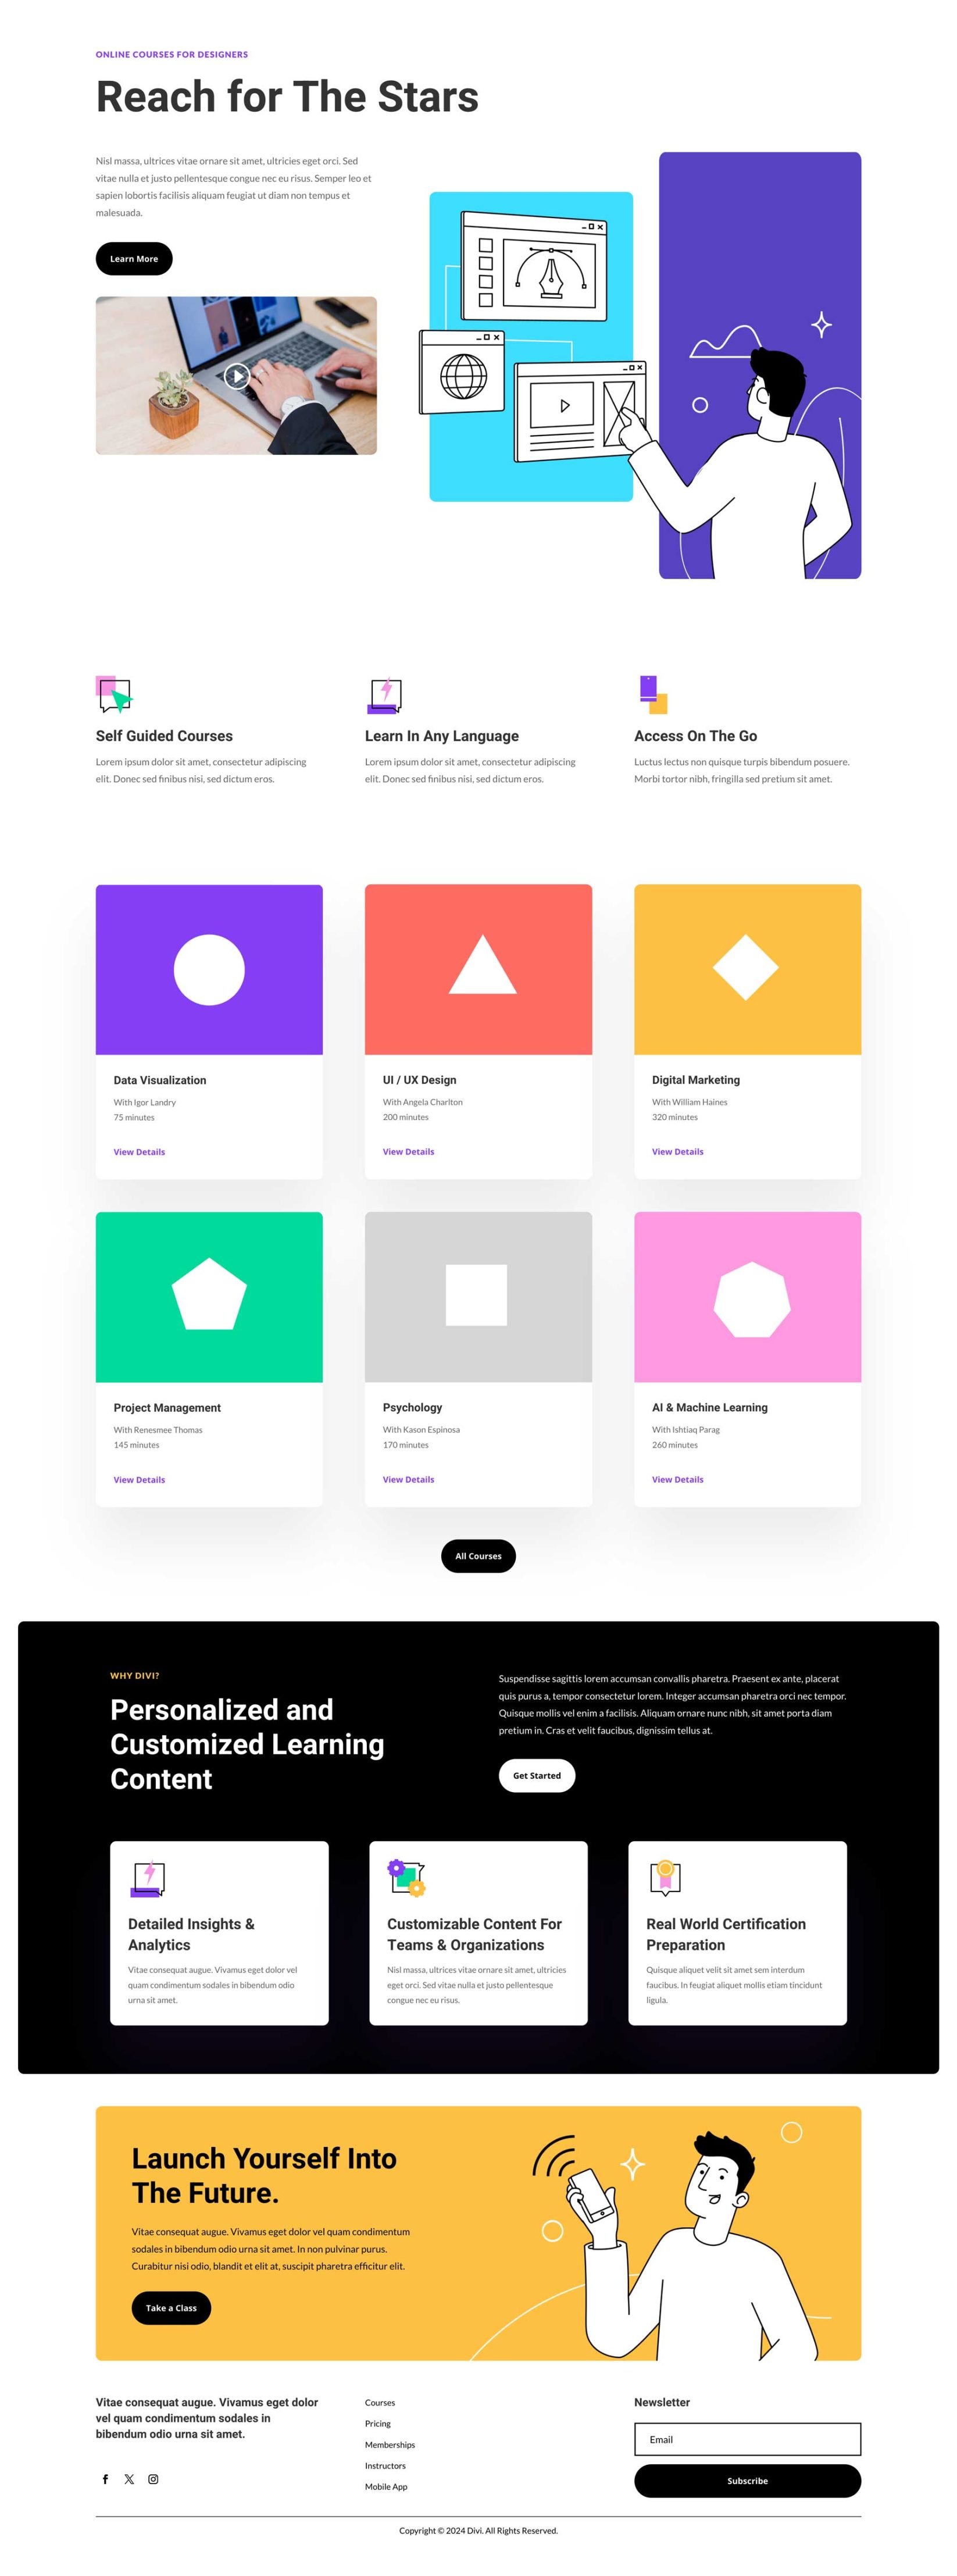 ONLINE COURSES FOR DESIGNERS
Reach for The Stars
Nisl massa, ultrices vitae ornare sit amet, ultricies eget orci. Sed
vitae nulla et justo pellentesque congue nec eu risus. Semper leo et
sapien lobortis facilisis aliquam feugiat ut diam non tempus et
malesuada.
Learn More
Self Guided Courses
Lorem ipsum dolor sit amet, consectetur adipiscing
elit. Donec sed finibus nisi, sed dictum eros.
Learn In Any Language
Lorem ipsum dolor sit amet, consectetur adipiscing
elit. Donec sed finibus nisi, sed dictum eros.
Access On The Go
Luctus lectus non quisque turpis bibendum posuere.
Morbi tortor nibh, fringilla sed pretium sit amet.
Data Visualization
With Igor Landry
75 minutes
View Details
UI / UX Design
With Angela Charlton
200 minutes
View Details
Digital Marketing
With William Haines
320 minutes
View Details
Project Management
With Renesmee Thomas
145 minutes
View Details
Psychology
With Kason Espinosa
170 minutes
View Details
AI & Machine Learning
With Ishtiaq Parag
260 minutes
View Details
All Courses
WHY DIVI?
Personalized and
Customized Learning
Content
Suspendisse sagittis lorem accumsan convallis pharetra. Praesent ex ante, placerat
quis purus a, tempor consectetur lorem. Integer accumsan pharetra orci nec tempor.
Quisque mollis vel enim a facilisis. Aliquam ornare nunc nibh, sit amet porta diam
pretium in. Cras et velit faucibus, dignissim tellus at.
Get Started
Detailed Insights &
Analytics
Vitae consequat augue. Vivamus eget dolor vel
quam condimentum sodales in bibendum odio
urna sit amet.
Customizable Content For
Teams & Organizations
Nisl massa, ultrices vitae ornare sit amet, ultricies
eget orci. Sed vitae nulla et justo pellentesque
congue nec eu risus.
Real World Certification
Preparation
Quisque aliquet velit sit amet sem interdum
faucibus. In feugiat aliquet mollis etiam tincidunt
ligula.
Launch Yourself Into
The Future.
Vitae consequat augue. Vivamus eget dolor vel quam condimentum
sodales in bibendum odio urna sit amet. In non pulvinar purus.
Curabitur nisi odio, blandit et elit at, suscipit pharetra efficitur elit.
Take a Class
Vitae consequat augue. Vivamus eget dolor
vel quam condimentum sodales in
bibendum odio urna sit amet.
Courses
Pricing
Memberships
Instructors
Mobile App
Newsletter
Email
Subscribe
Copyright © 2024 Divi. All Rights Reserved.